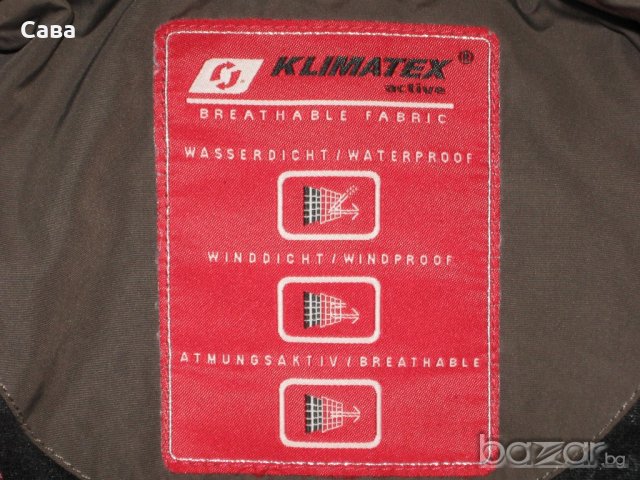 Сава
KLIMATEX ®
active
BREATHABLE FABRIC
WASSERDICHT/WATERPROOF
WINDDICHT/WINDPROOF
ATMUNGSAKTIV/BREATHABLE
bazar.bg